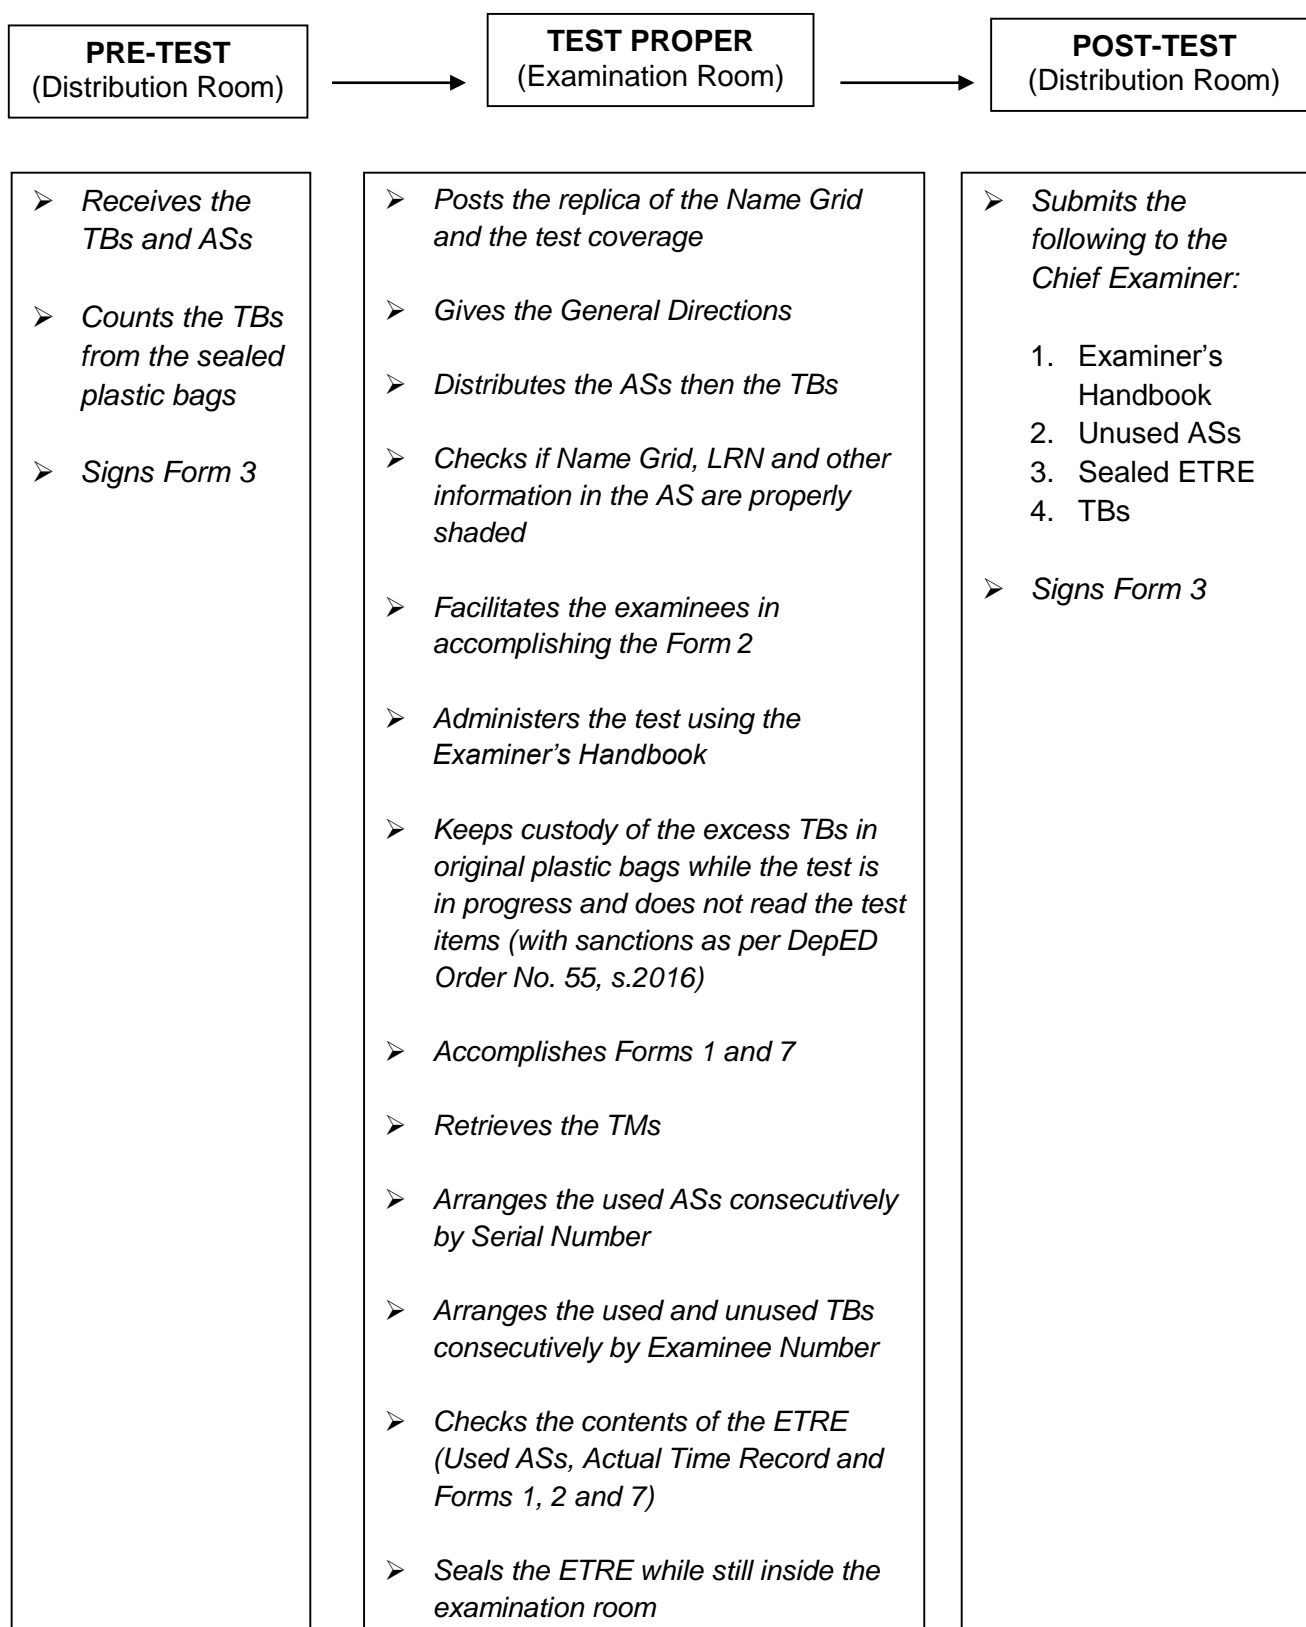 PRE-TEST
(Distribution Room)
TEST PROPER
(Examination Room)
POST-TEST
(Distribution Room)
➢ Receives the
TBs and ASs
➢ Counts the TBs
from the sealed
plastic bags
➢ Signs Form 3
➢ Posts the replica of the Name Grid
and the test coverage
➢ Gives the General Directions
➢ Distributes the ASs then the TBs
➢ Checks if Name Grid, LRN and other
information in the AS are properly
shaded
➢ Facilitates the examinees in
accomplishing the Form 2
➢ Administers the test using the
Examiner’s Handbook
➢ Keeps custody of the excess TBs in
original plastic bags while the test is
in progress and does not read the test
items (with sanctions as per DepED
Order No. 55, s.2016)
➢ Accomplishes Forms 1 and 7
➢ Retrieves the TMs
➢ Arranges the used ASs consecutively
by Serial Number
➢ Arranges the used and unused TBs
consecutively by Examinee Number
➢ Checks the contents of the ETRE
(Used ASs, Actual Time Record and
Forms 1, 2 and 7)
➢ Seals the ETRE while still inside the
examination room
➢ Submits the
following to the
Chief Examiner:
1. Examiner’s
Handbook
2. Unused ASs
3. Sealed ETRE
4. TBs
➢ Signs Form 3